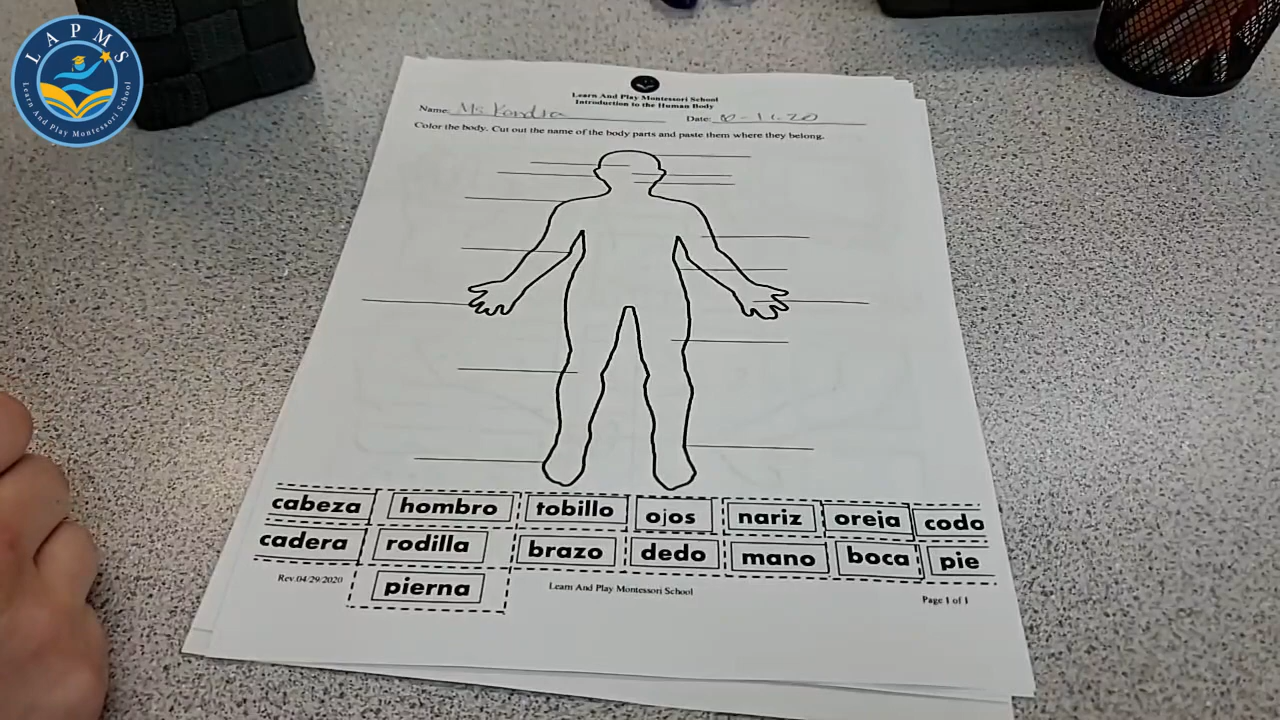 LAPMS
Learn And Play Montessori School
Learn And Play Montessori School
Introduction to the Human Body
Name: Ms. Kendra Date: 10-11.20
Color the body. Cut out the name of the body parts and paste them where they belong.
cabeza hombro tobillo ojos nariz oreja codo
cadera rodilla brazo dedo mano boca pie
pierna
Rev.04/29/2020 Learn And Play Montessori School Page 1 of 1